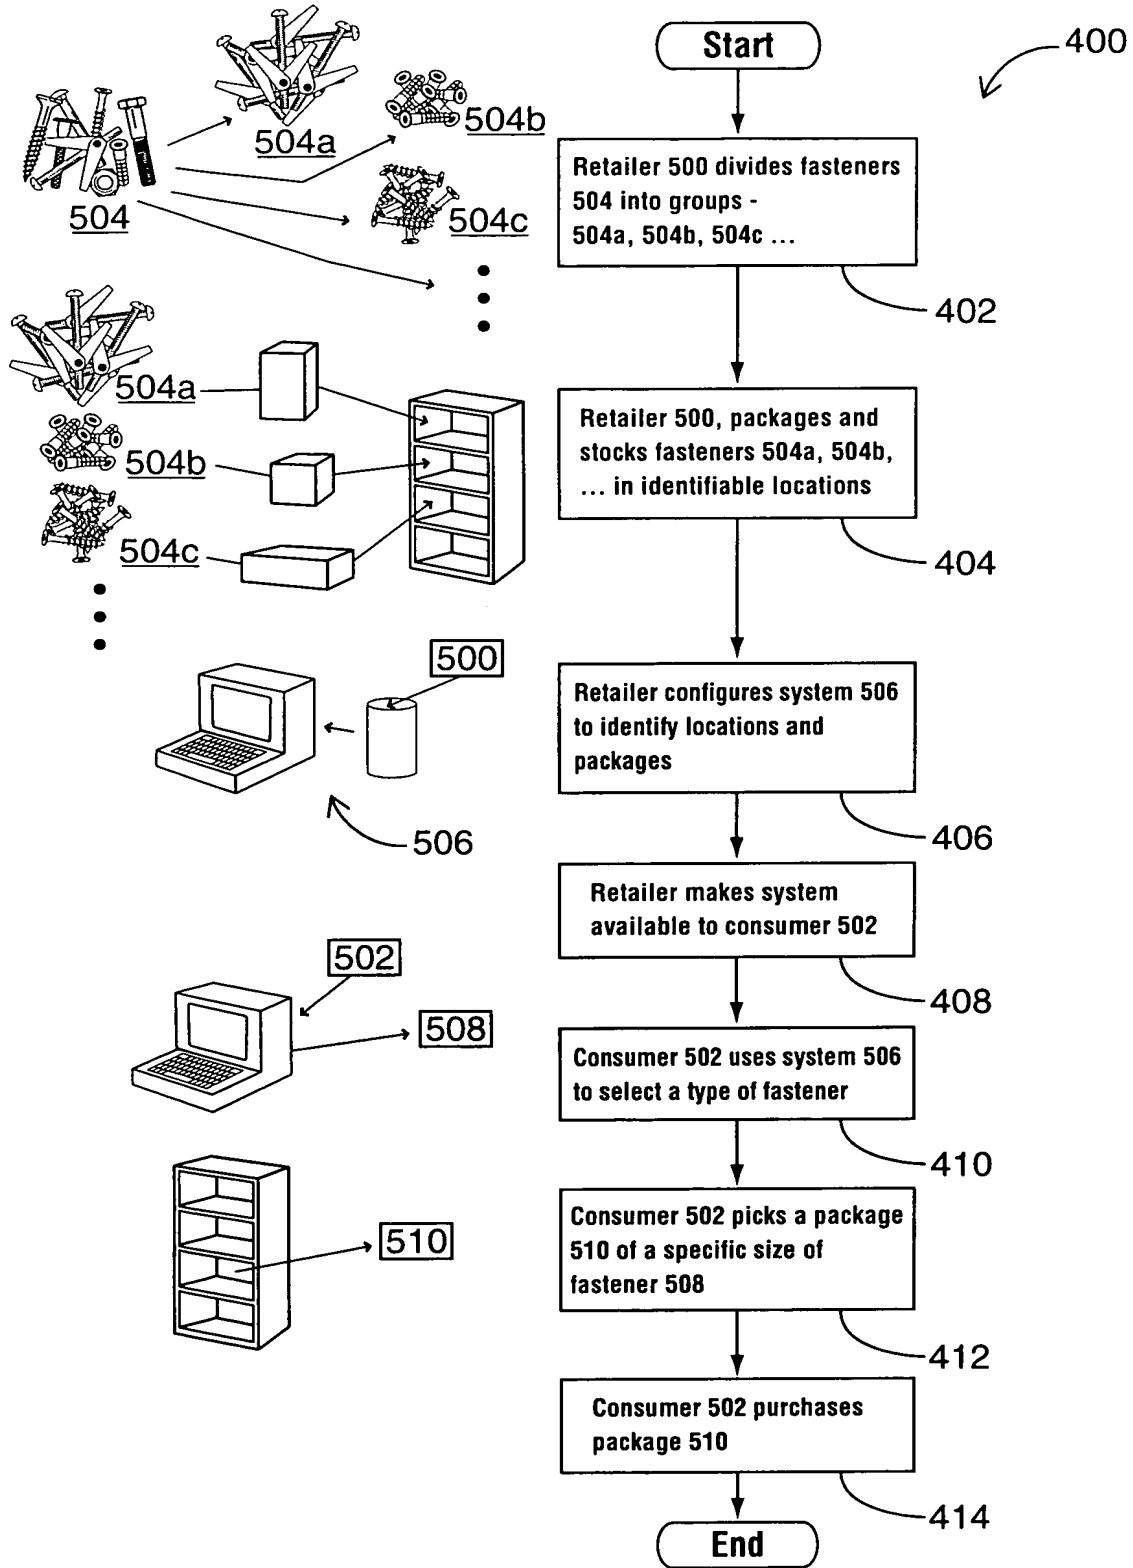 Start
400
504
504a
504b
504c
Retailer 500 divides fasteners
504 into groups -
504a, 504b, 504c ...
402
504a
504b
504c
Retailer 500, packages and
stocks fasteners 504a, 504b,
... in identifiable locations
404
500
506
Retailer configures system 506
to identify locations and
packages
406
Retailer makes system
available to consumer 502
408
502
508
Consumer 502 uses system 506
to select a type of fastener
410
510
Consumer 502 picks a package
510 of a specific size of
fastener 508
412
Consumer 502 purchases
package 510
414
End